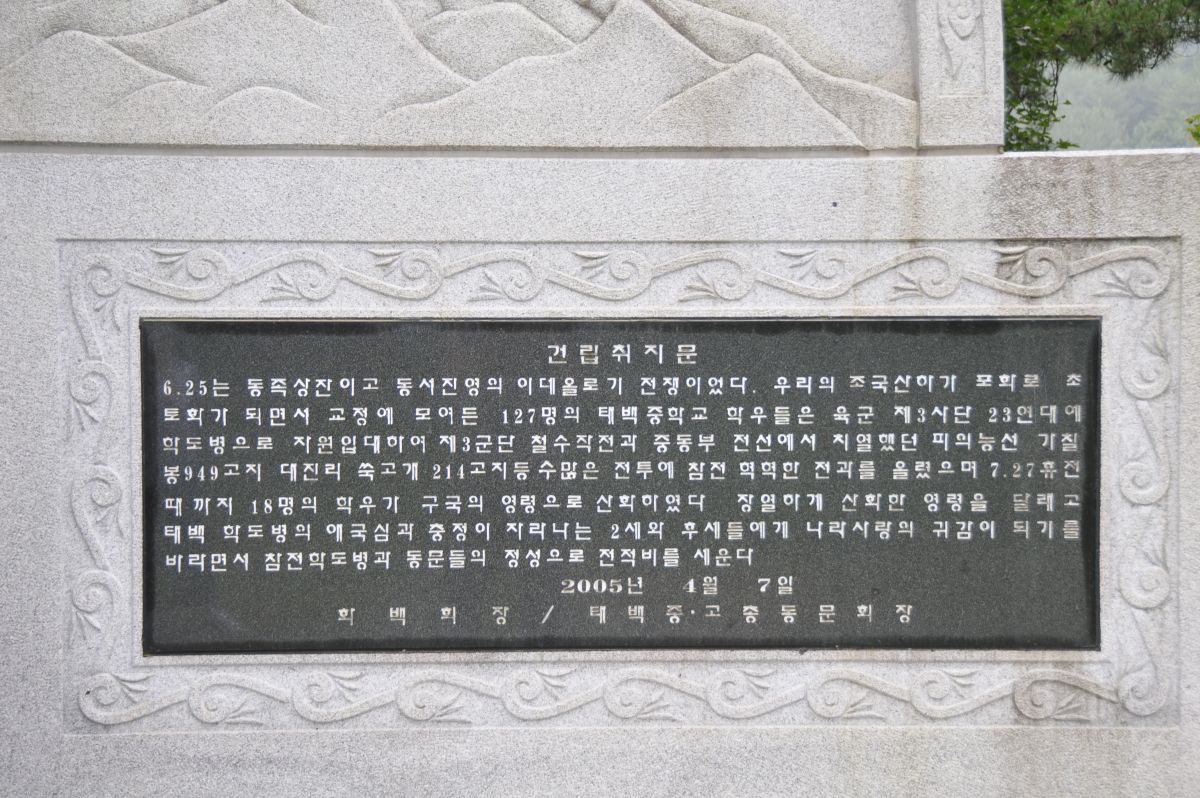 건립취지문
6.25는 동족상잔이고 동서진영의 이데올로기 전쟁이었다. 우리의 조국산하가 포화로 초
토화가 되면서 교정에 모여든 127명의 태백중학교 학우들은 육군 제3사단 23연대에
학도병으로 자원입대하여 제3군단 철수작전과 중동부 전선에서 치열했던 피의능선 가칠
봉949고지 대진리 쑥고개 214고지등 수많은 전투에 참전 혁혁한 전과를 올렸으며 7.27휴전
때까지 18명의 학우가 구국의 영령으로 산화하였다 장열하게 산화한 영령을 달래고
태백 학도병의 애국심과 충정이 자라나는 2세와 후세들에게 나라사랑의 귀감이 되기를
바라면서 참전학도병과 동문들의 정성으로 전적비를 세운다
2005년 4월 7일
학백회장 / 태백중·고총동문회장